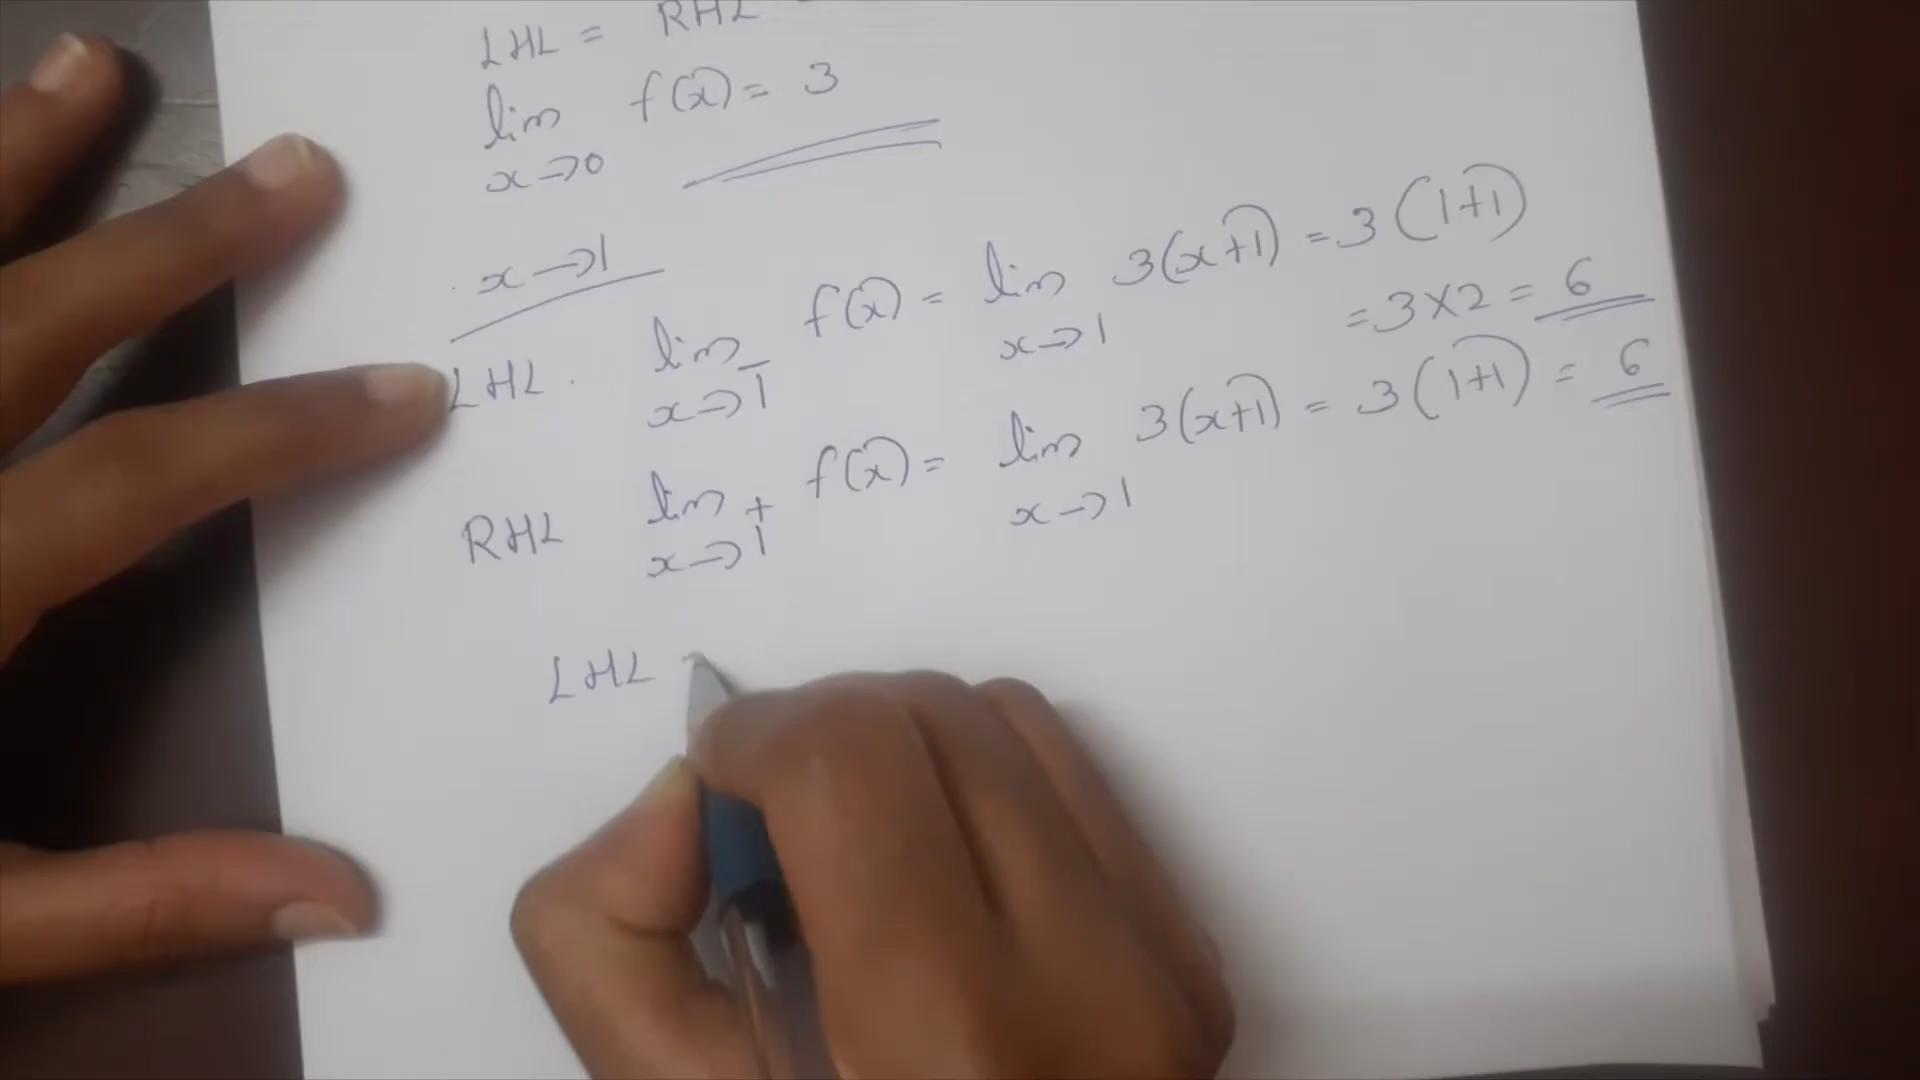 LHL = RHL
lim f(x) = 3
x→0
x→1
LHL. lim f(x) = lim 3(x+1) = 3(1+1)
x→1⁻ x→1 = 3×2 = 6
RHL lim f(x) = lim 3(x+1) = 3(1+1) = 6
x→1⁺ x→1
LHL